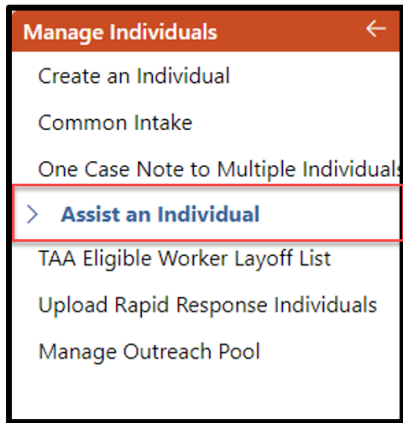 Manage Individuals
Create an Individual
Common Intake
One Case Note to Multiple Individuals
Assist an Individual
TAA Eligible Worker Layoff List
Upload Rapid Response Individuals
Manage Outreach Pool